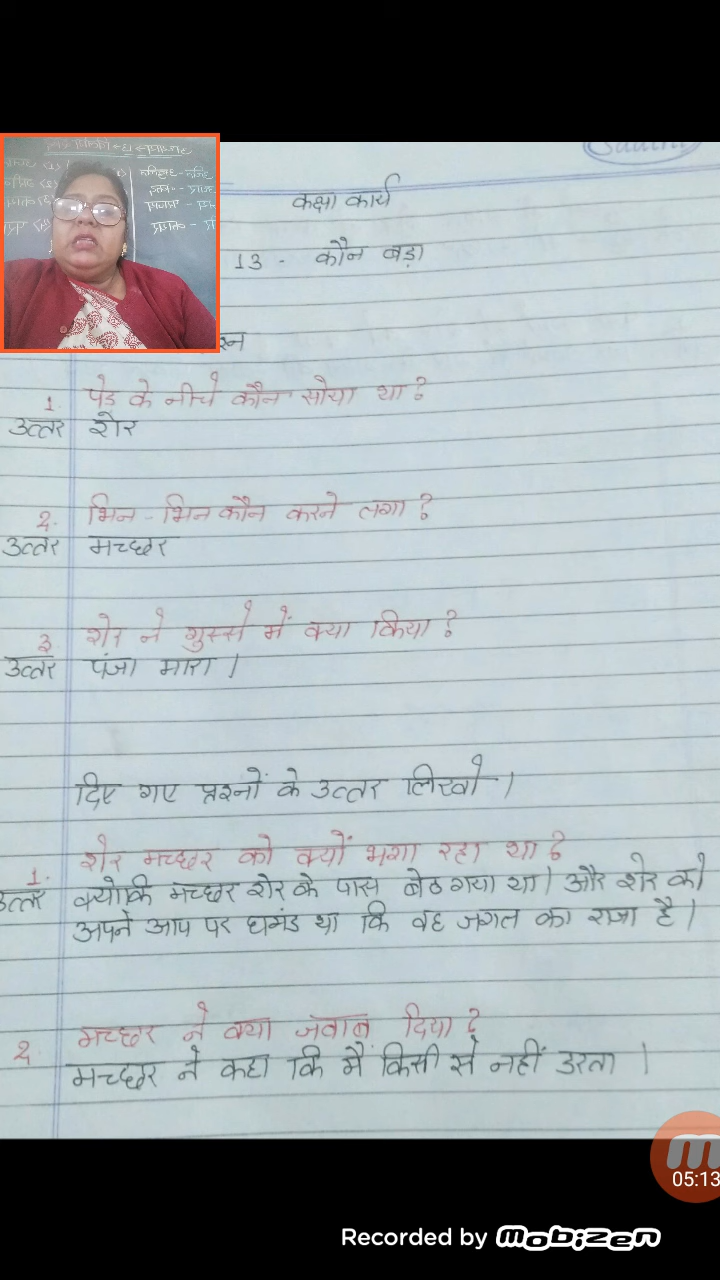 कक्षा कार्य
13 - कौन बड़ा
1. पेड के नीचे कौन सोया था?
उत्तर शेर
2. भिन - भिन कौन करने लगा?
उत्तर मच्छर
3. शेर ने गुस्से में क्या किया?
उत्तर पंजा मारा।
दिए गए प्रश्नों के उत्तर लिखो।
1. शेर मच्छर को क्यों भगा रहा था?
उत्तर क्योकि मच्छर शेर के पास बेठ गया था। और शेर को
अपने आप पर घमंड था कि वह जगल का राजा है।
2. मच्छर ने क्या जवाब दिया?
मच्छर ने कहा कि मैं किसी से नहीं डरता।
05:13
Recorded by mobizen